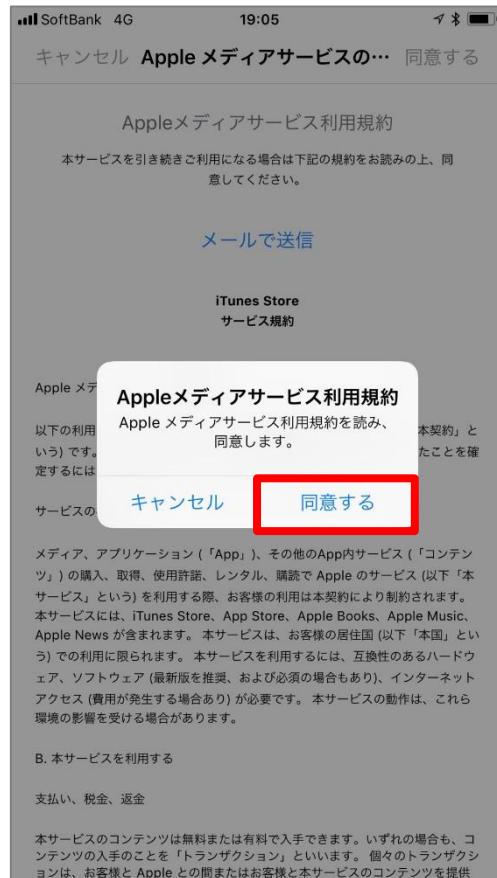 SoftBank 4G 19:05
キャンセル Apple メディアサービスの… 同意する
Appleメディアサービス利用規約
本サービスを引き続きご利用になる場合は下記の規約をお読みの上、同
意してください。
メールで送信
iTunes Store
サービス規約
Apple メデ
Appleメディアサービス利用規約
Apple メディアサービス利用規約を読み、
同意します。
キャンセル 同意する
以下の利用 本契約」と
いう) です。 たことを確
定するには
サービスの
メディア、アプリケーション (「App」)、その他のApp内サービス (「コンテン
ツ」) の購入、取得、使用許諾、レンタル、購読で Apple のサービス (以下「本
サービス」という) を利用する際、お客様の利用は本契約により制約されます。
本サービスには、iTunes Store、App Store、Apple Books、Apple Music、
Apple News が含まれます。 本サービスは、お客様の居住国 (以下「本国」とい
う) での利用に限られます。 本サービスを利用するには、互換性のあるハードウ
ェア、ソフトウェア (最新版を推奨、および必須の場合もあり)、インターネット
アクセス (費用が発生する場合あり) が必要です。 本サービスの動作は、これら
環境の影響を受ける場合があります。
B. 本サービスを利用する
支払い、税金、返金
本サービスのコンテンツは無料または有料で入手できます。いずれの場合も、コ
ンテンツの入手のことを「トランザクション」といいます。 個々のトランザクシ
ョンは、お客様と Apple との間またはお客様と本サービスのコンテンツを提供